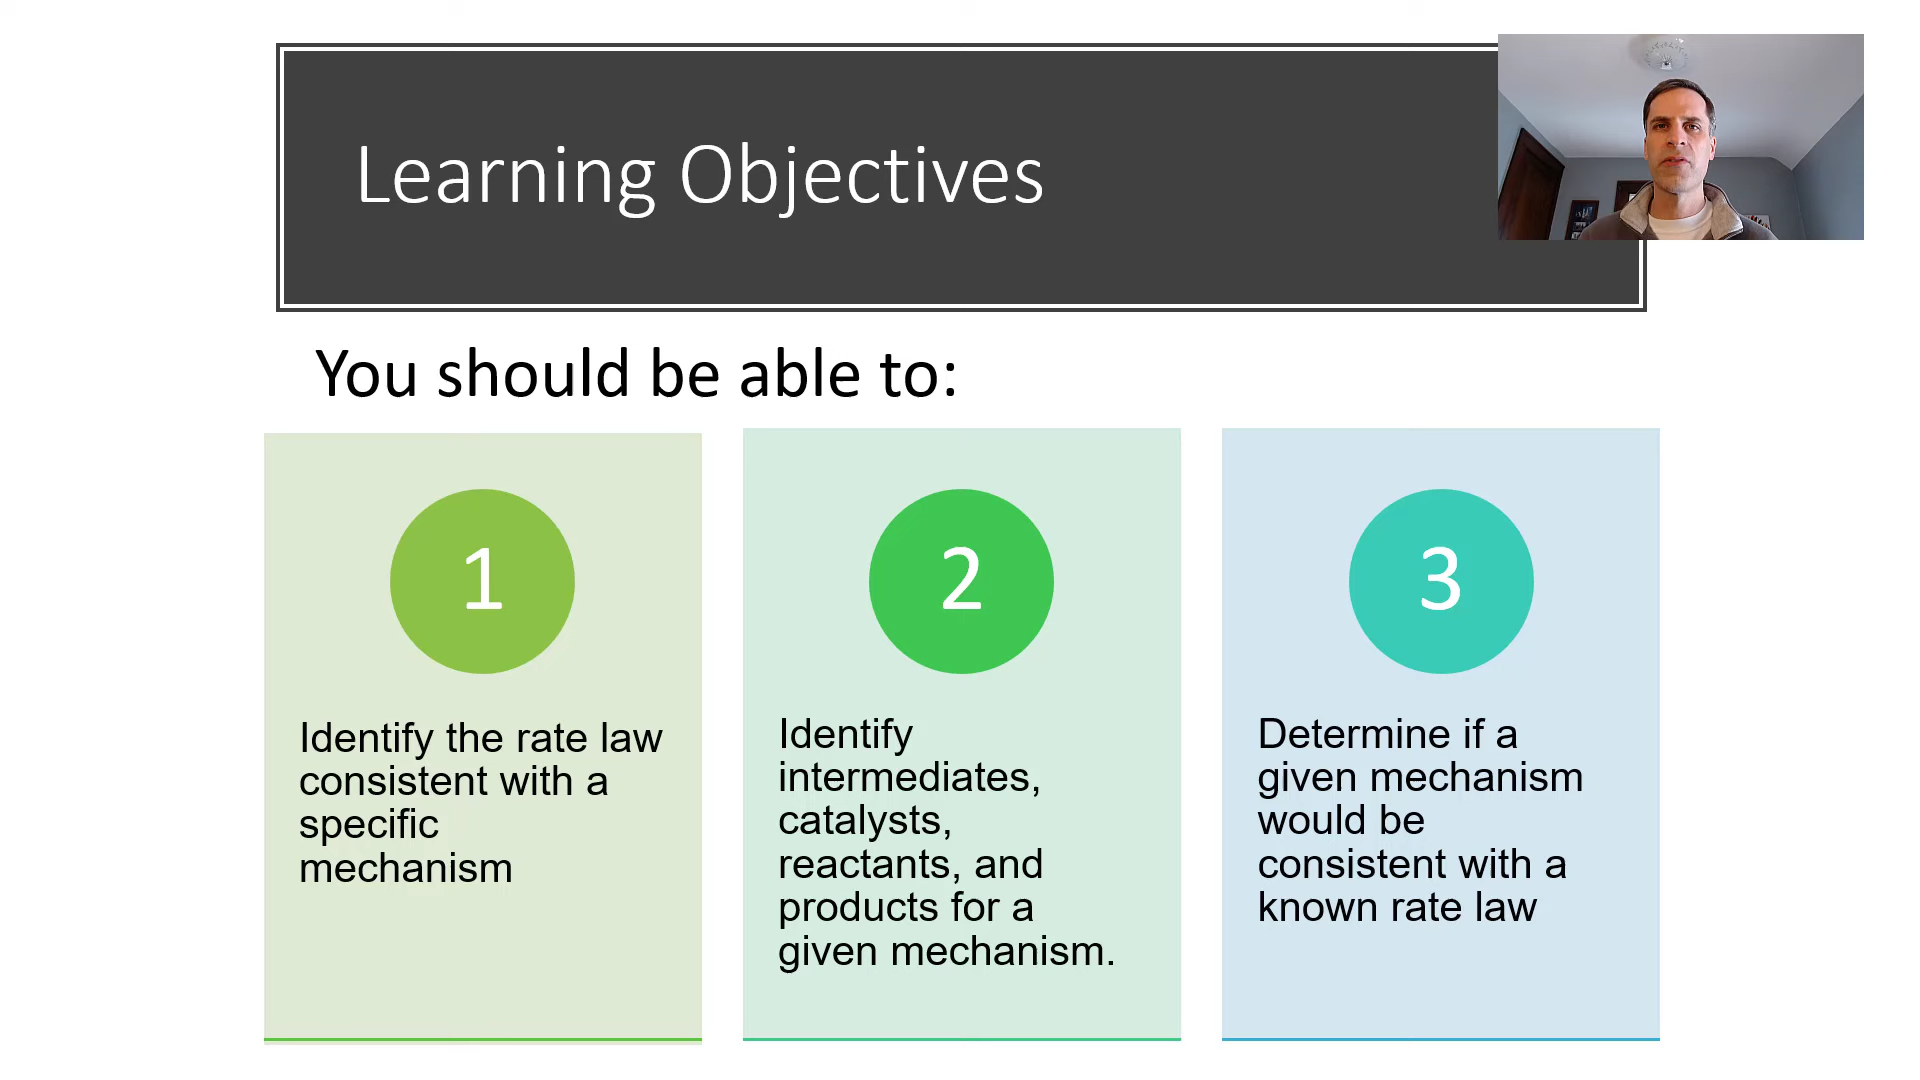 Learning Objectives
You should be able to:
1
Identify the rate law
consistent with a
specific
mechanism
2
Identify
intermediates,
catalysts,
reactants, and
products for a
given mechanism.
3
Determine if a
given mechanism
would be
consistent with a
known rate law